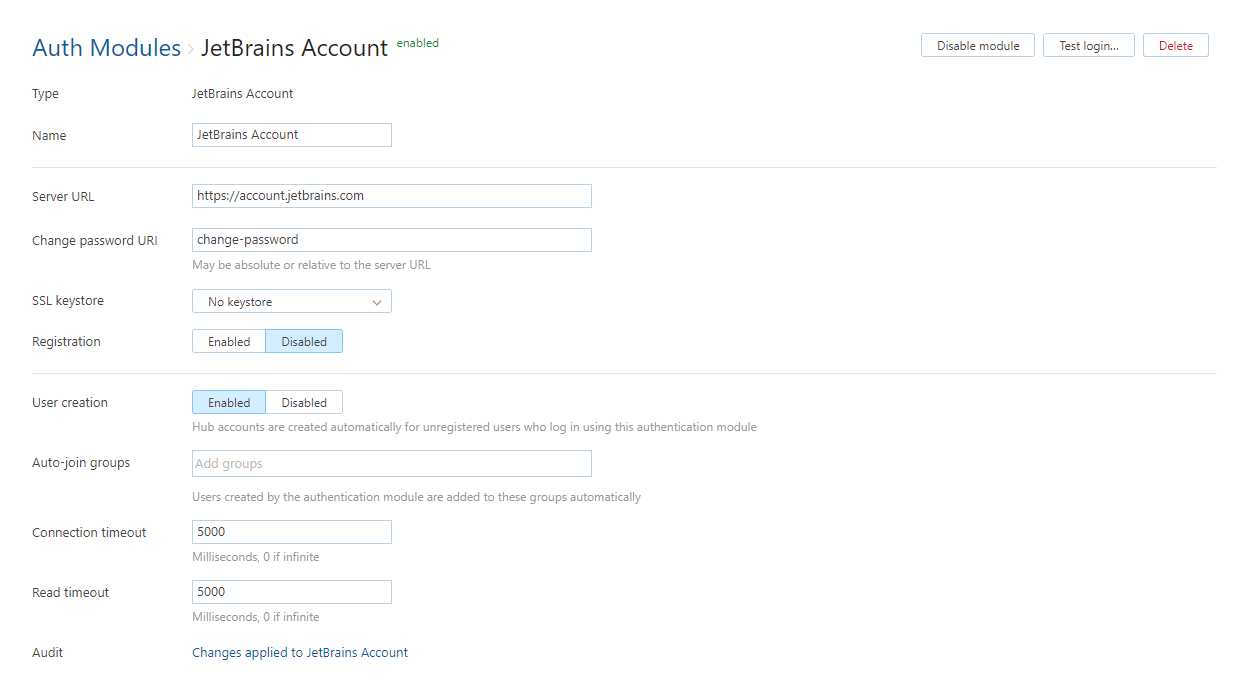 Auth Modules › JetBrains Account enabled Disable module Test login... Delete
Type JetBrains Account
Name JetBrains Account
Server URL https://account.jetbrains.com
Change password URI change-password
May be absolute or relative to the server URL
SSL keystore No keystore
Registration Enabled Disabled
User creation Enabled Disabled
Hub accounts are created automatically for unregistered users who log in using this authentication module
Auto-join groups Add groups
Users created by the authentication module are added to these groups automatically
Connection timeout 5000
Milliseconds, 0 if infinite
Read timeout 5000
Milliseconds, 0 if infinite
Audit Changes applied to JetBrains Account